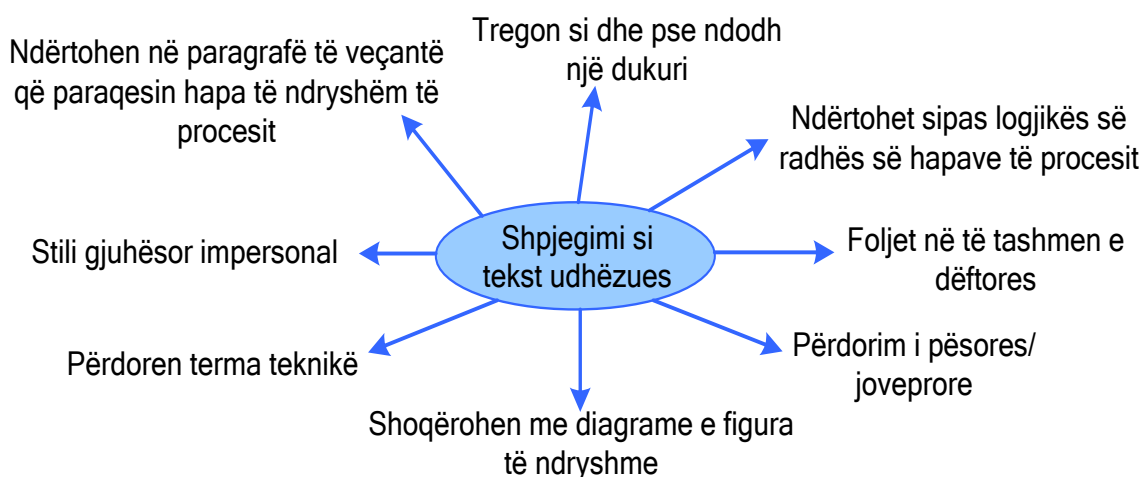 Tregon si dhe pse ndodh
një dukuri
Ndërtohen në paragrafë të veçantë
që paraqesin hapa të ndryshëm të
procesit
Ndërtohet sipas logjikës së
radhës së hapave të procesit
Stili gjuhësor impersonal
Shpjegimi si
tekst udhëzues
Foljet në të tashmen e
dëftores
Përdoren terma teknikë
Përdorim i pësores/
joveprore
Shoqërohen me diagrame e figura
të ndryshme